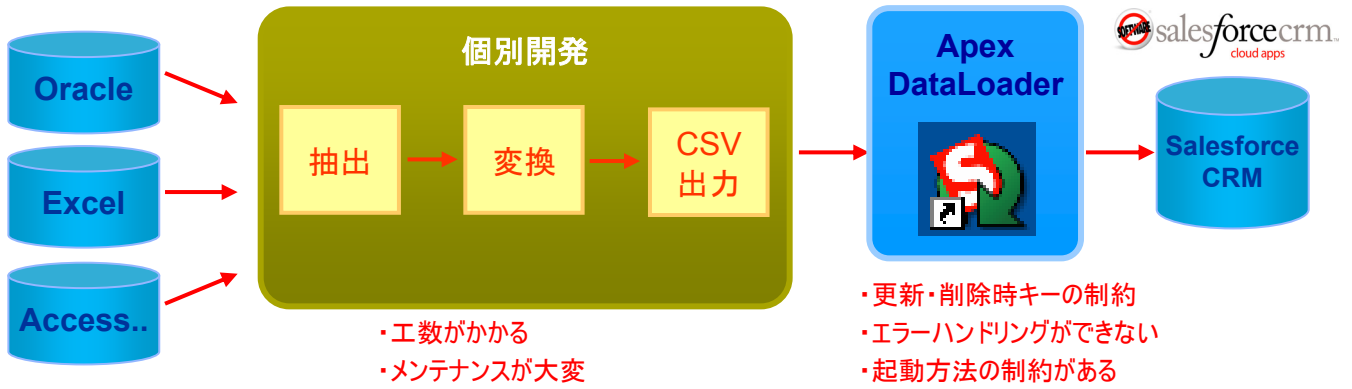 Oracle
Excel
Access..
個別開発
抽出
変換
CSV
出力
・工数がかかる
・メンテナンスが大変
Apex
DataLoader
・更新・削除時キーの制約
・エラーハンドリングができない
・起動方法の制約がある
SOFTWARE
salesforcecrm™
cloud apps
Salesforce
CRM